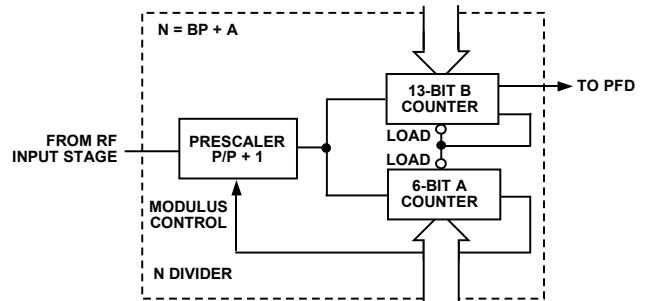 N = BP + A
13-BIT B
COUNTER
TO PFD
LOAD
LOAD
FROM RF
INPUT STAGE
PRESCALER
P/P + 1
6-BIT A
COUNTER
MODULUS
CONTROL
N DIVIDER